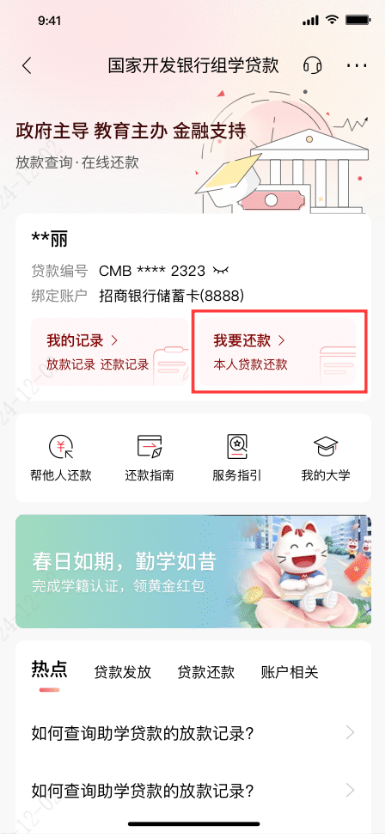 9:41
国家开发银行组学贷款
政府主导 教育主办 金融支持
放款查询·在线还款
**丽
贷款编号 CMB **** 2323
绑定账户 招商银行储蓄卡(8888)
我的记录 我要还款
放款记录 还款记录 本人贷款还款
帮他人还款 还款指南 服务指引 我的大学
春日如期，勤学如昔
完成学籍认证，领黄金红包
热点 贷款发放 贷款还款 账户相关
如何查询助学贷款的放款记录?
如何查询助学贷款的放款记录?